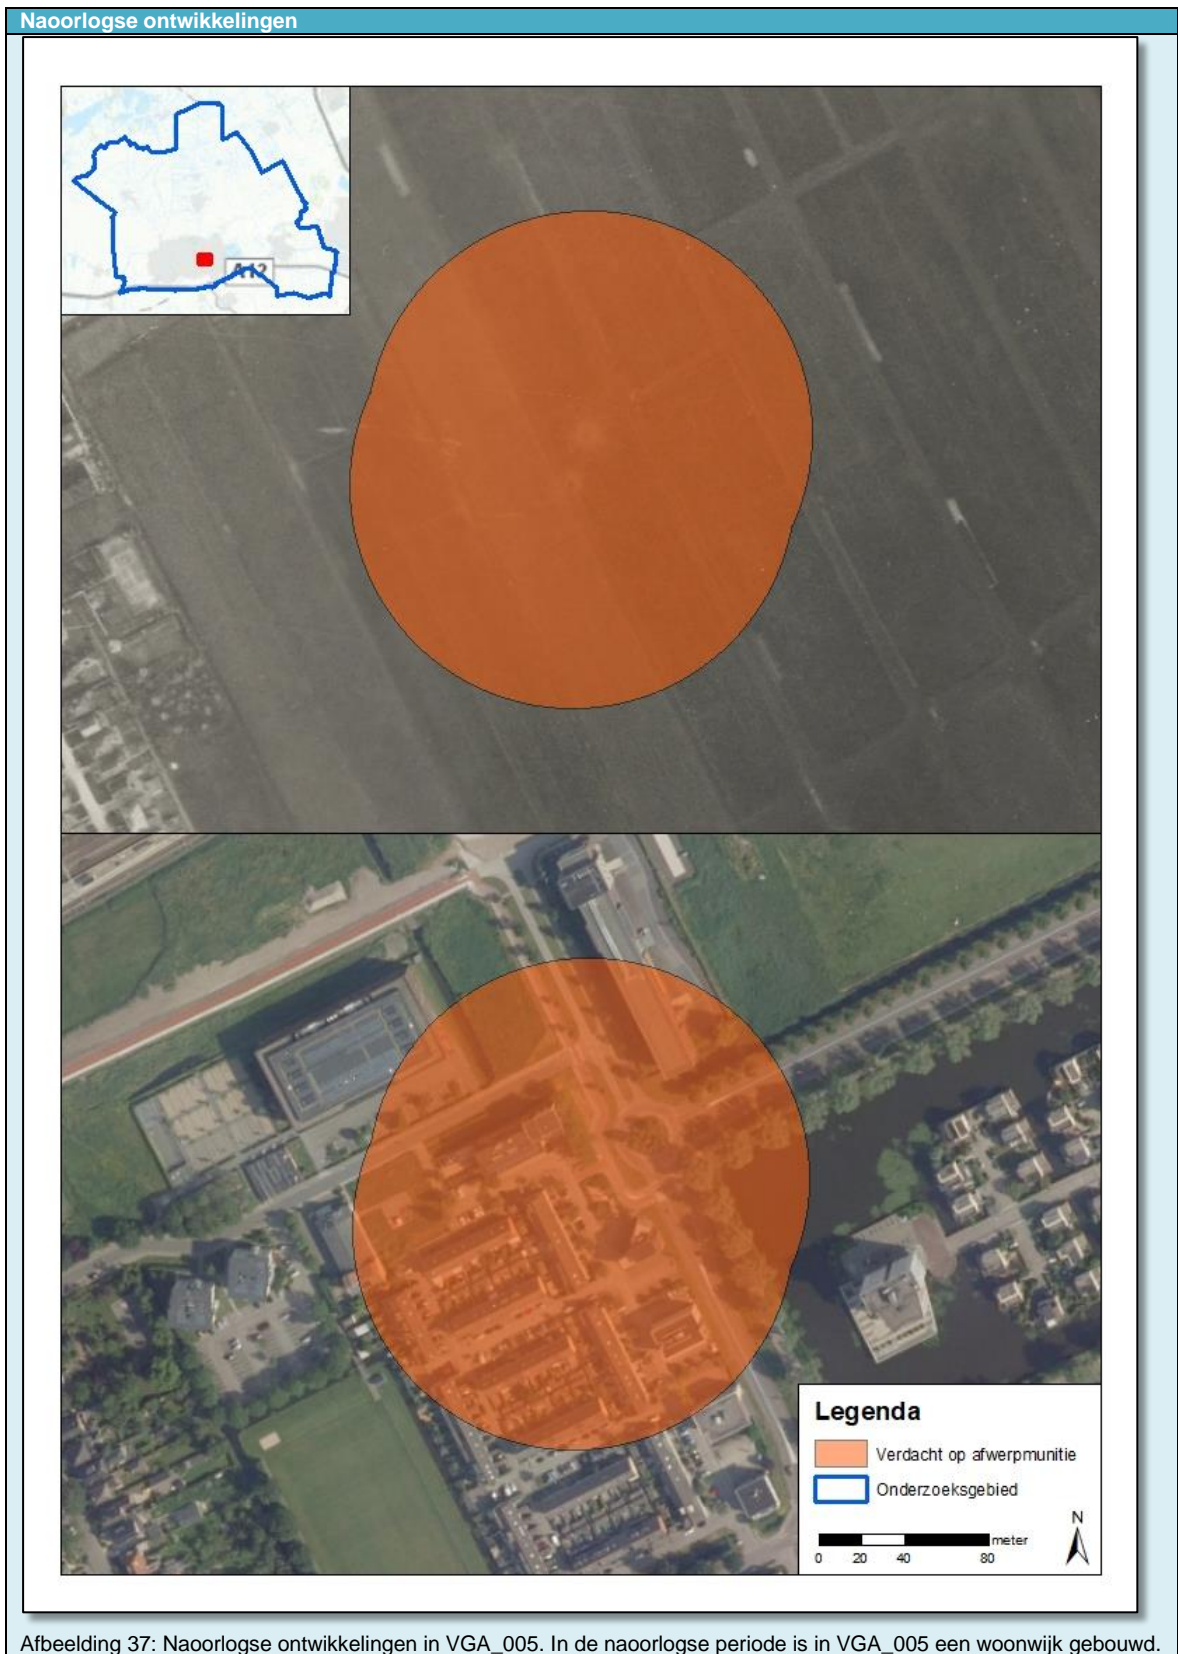 Naoorlogse ontwikkelingen
A12
Legenda
Verdacht op afwerpmunitie
Onderzoeksgebied
N
meter
0 20 40 80
Afbeelding 37: Naoorlogse ontwikkelingen in VGA_005. In de naoorlogse periode is in VGA_005 een woonwijk gebouwd.